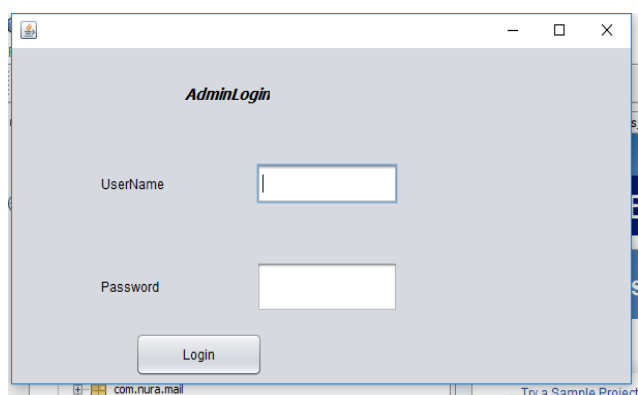 AdminLogin
UserName
Password
Login
com.nura.mail
Try a Sample Project